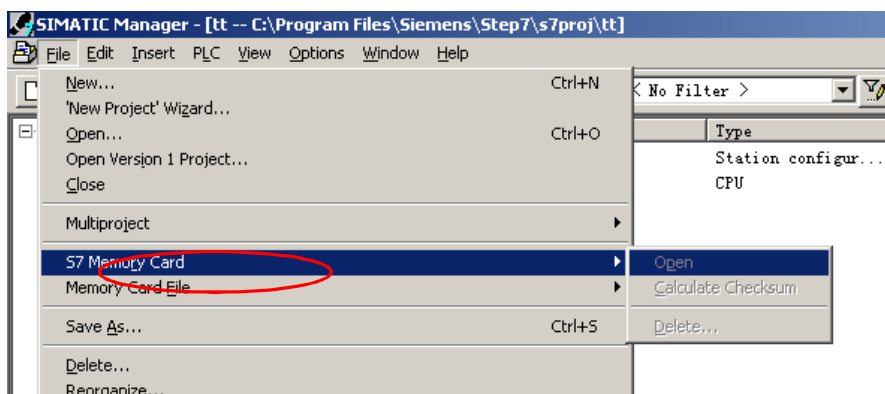 SIMATIC Manager - [tt -- C:\Program Files\Siemens\Step7\s7proj\tt]
File Edit Insert PLC View Options Window Help
New... Ctrl+N
'New Project' Wizard...
< No Filter >
Open... Ctrl+O
Type
Open Version 1 Project...
Station configur...
Close
CPU
Multiproject
S7 Memory Card
Open
Memory Card File
Calculate Checksum
Save As... Ctrl+S
Delete...
Delete...
Reorganize...